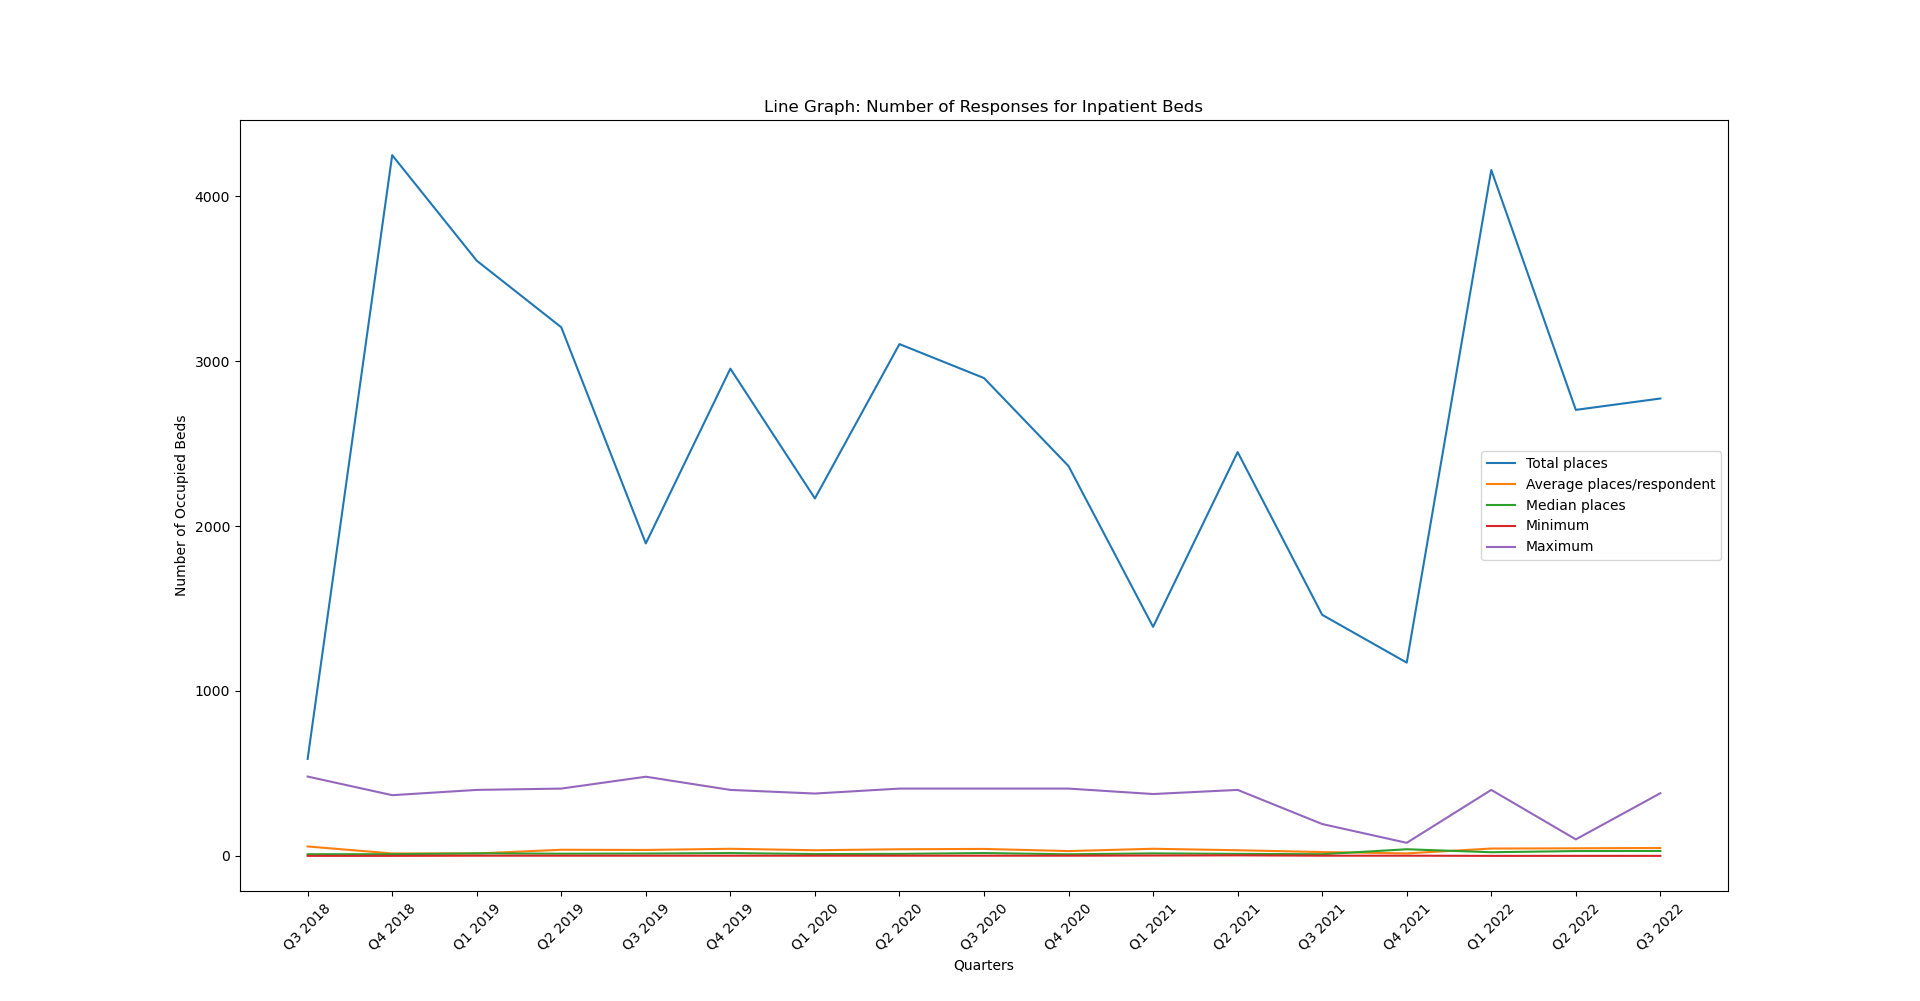 Line Graph: Number of Responses for Inpatient Beds
Number of Occupied Beds
4000
3000
2000
1000
0
Total places
Average places/respondent
Median places
Minimum
Maximum
Q3 2018
Q4 2018
Q1 2019
Q2 2019
Q3 2019
Q4 2019
Q1 2020
Q2 2020
Q3 2020
Q4 2020
Q1 2021
Q2 2021
Q3 2021
Q4 2021
Q1 2022
Q2 2022
Q3 2022
Quarters